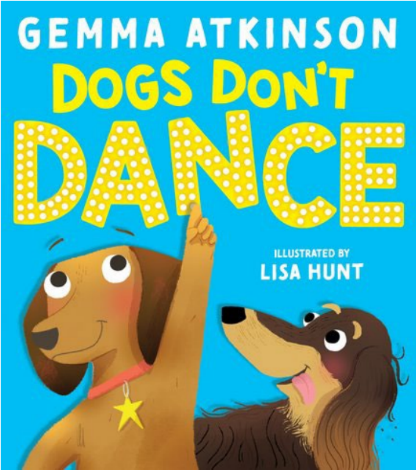 GEMMA ATKINSON
DOGS DON'T
DANCE
ILLUSTRATED BY
LISA HUNT